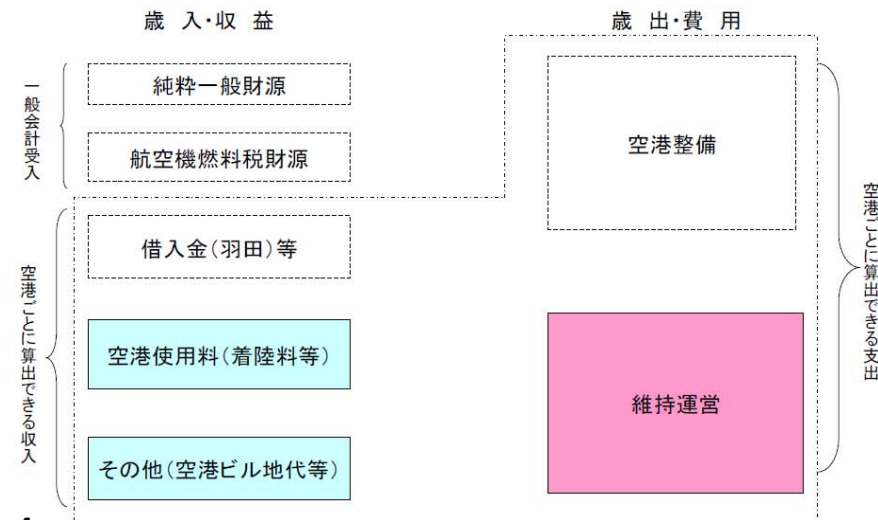 歳入・収益
歳出・費用
一般会計受入
純粋一般財源
航空機燃料税財源
空港ごとに算出できる収入
借入金(羽田)等
空港使用料(着陸料等)
その他(空港ビル地代等)
空港整備
維持運営
空港ごとに算出できる支出